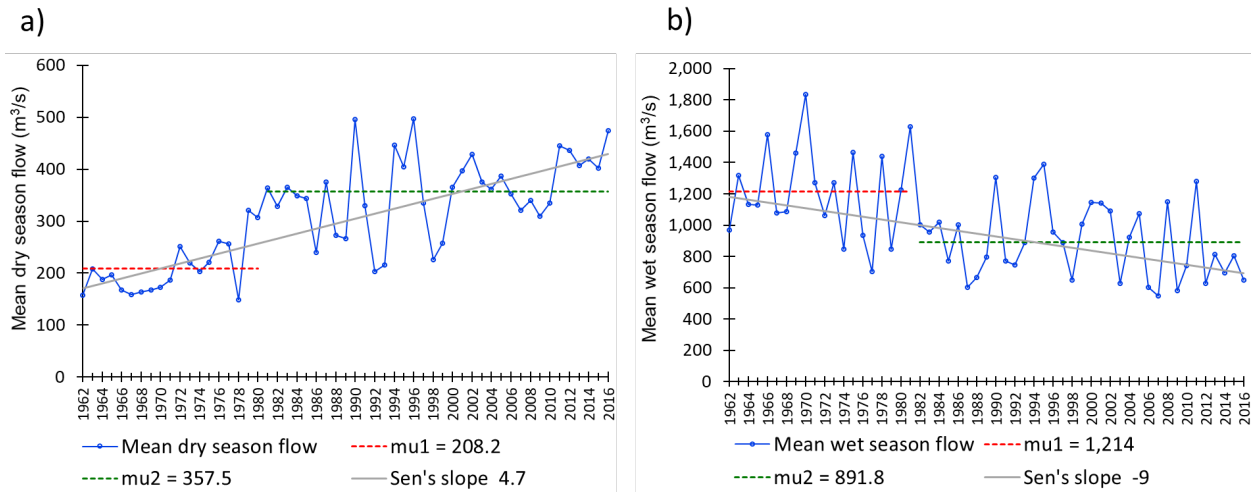 a)
Mean dry season flow (m³/s)
600
500
400
300
200
100
0
1962 1964 1966 1968 1970 1972 1974 1976 1978 1980 1982 1984 1986 1988 1990 1992 1994 1996 1998 2000 2002 2004 2006 2008 2010 2012 2014 2016
Mean dry season flow mu1 = 208.2
mu2 = 357.5 Sen's slope 4.7
b)
Mean wet season flow (m³/s)
2,000
1,800
1,600
1,400
1,200
1,000
800
600
400
200
0
1962 1964 1966 1968 1970 1972 1974 1976 1978 1980 1982 1984 1986 1988 1990 1992 1994 1996 1998 2000 2002 2004 2006 2008 2010 2012 2014 2016
Mean wet season flow mu1 = 1,214
mu2 = 891.8 Sen's slope -9